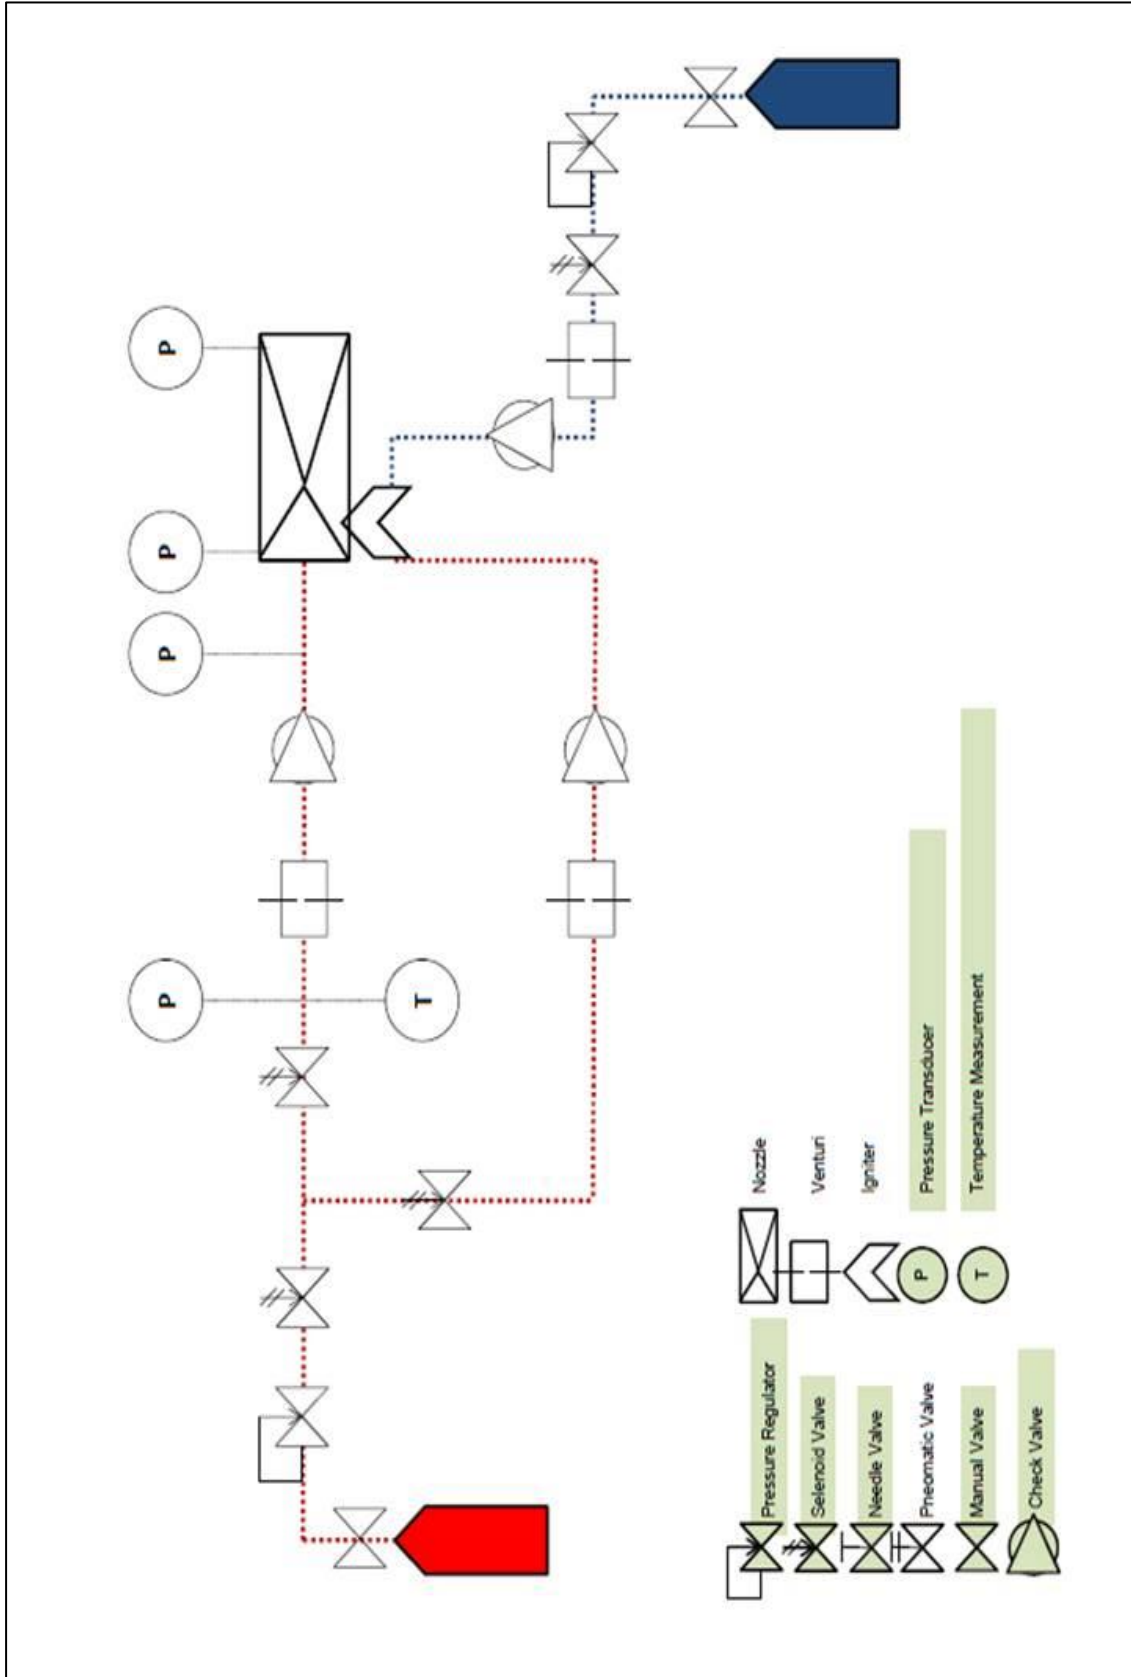 P
P
P
P
T
Pressure Regulator
Selenoid Valve
Needle Valve
Pneomatic Valve
Manual Valve
Check Valve
Nozzle
Venturi
Igniter
P
Pressure Transducer
T
Temperature Measurement